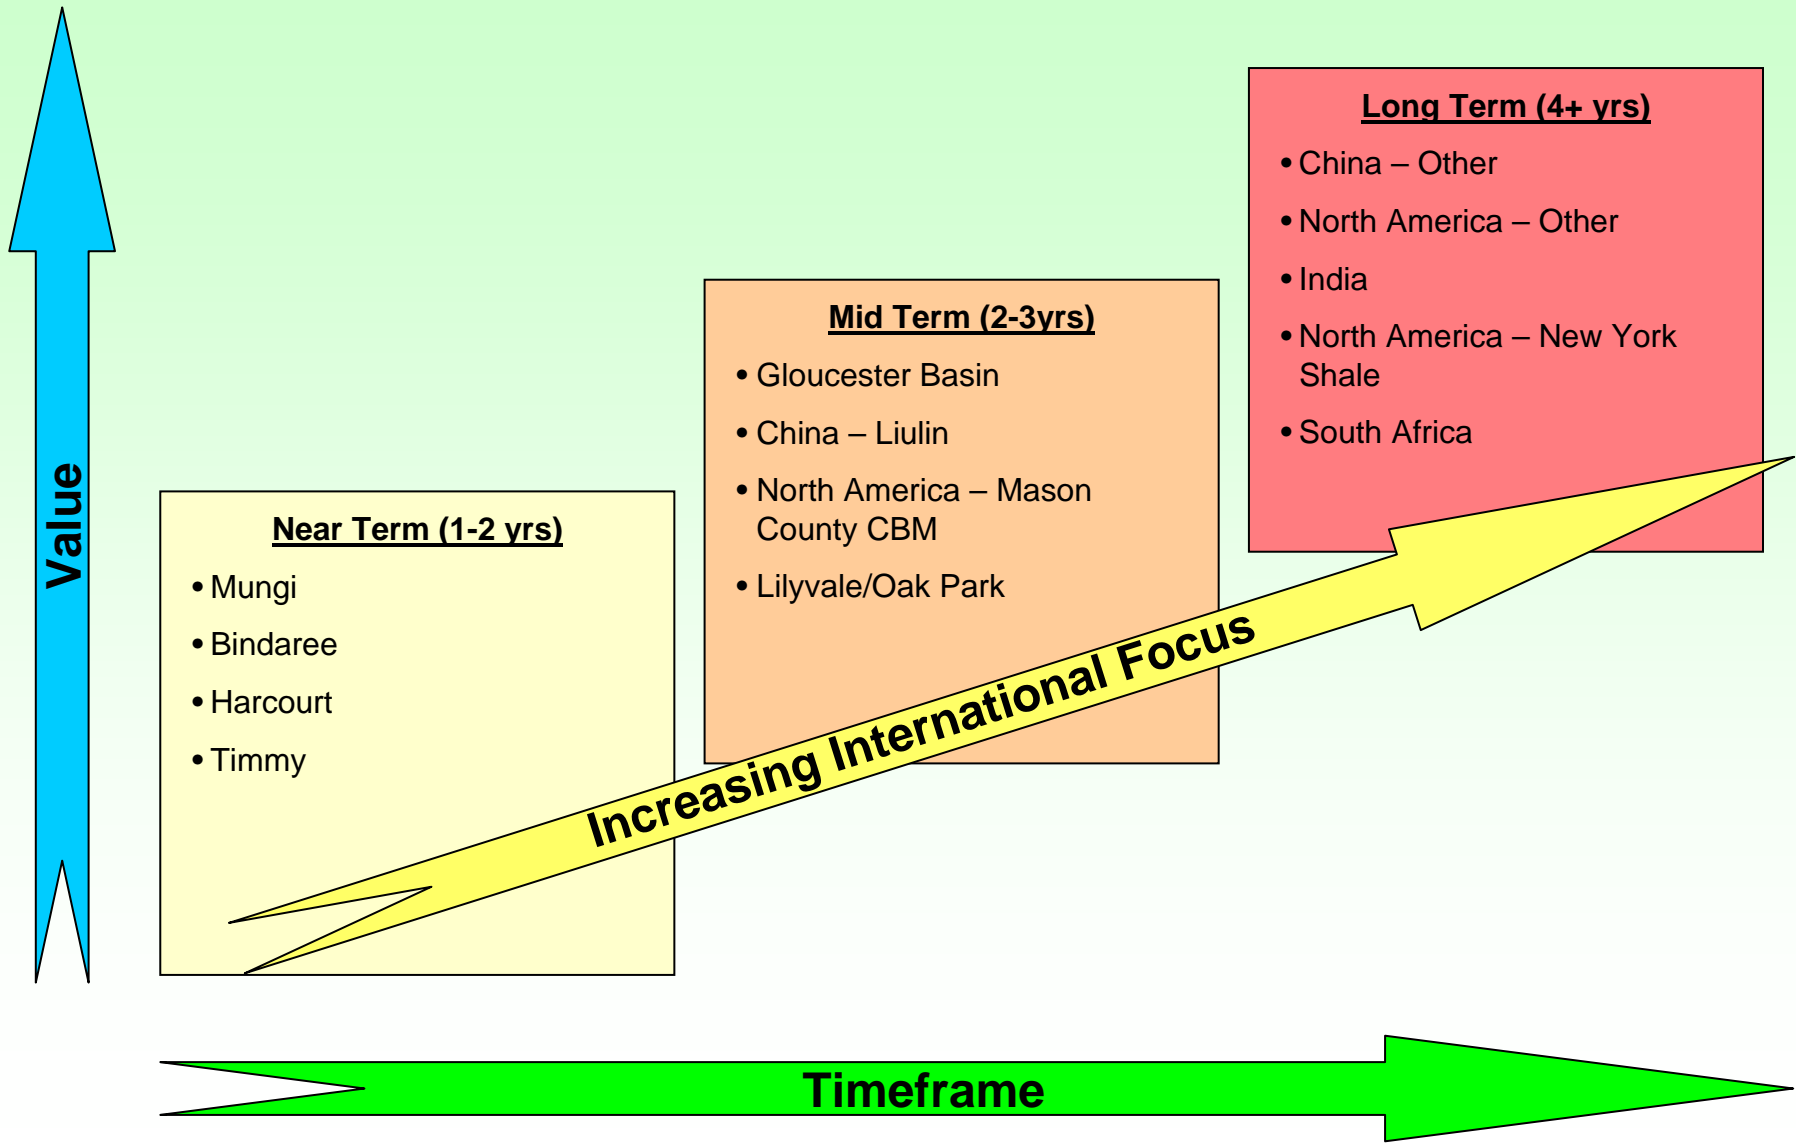 Value
Near Term (1-2 yrs)
• Mungi
• Bindaree
• Harcourt
• Timmy
Mid Term (2-3yrs)
• Gloucester Basin
• China – Liulin
• North America – Mason
County CBM
• Lilyvale/Oak Park
Long Term (4+ yrs)
• China – Other
• North America – Other
• India
• North America – New York
Shale
• South Africa
Increasing International Focus
Timeframe